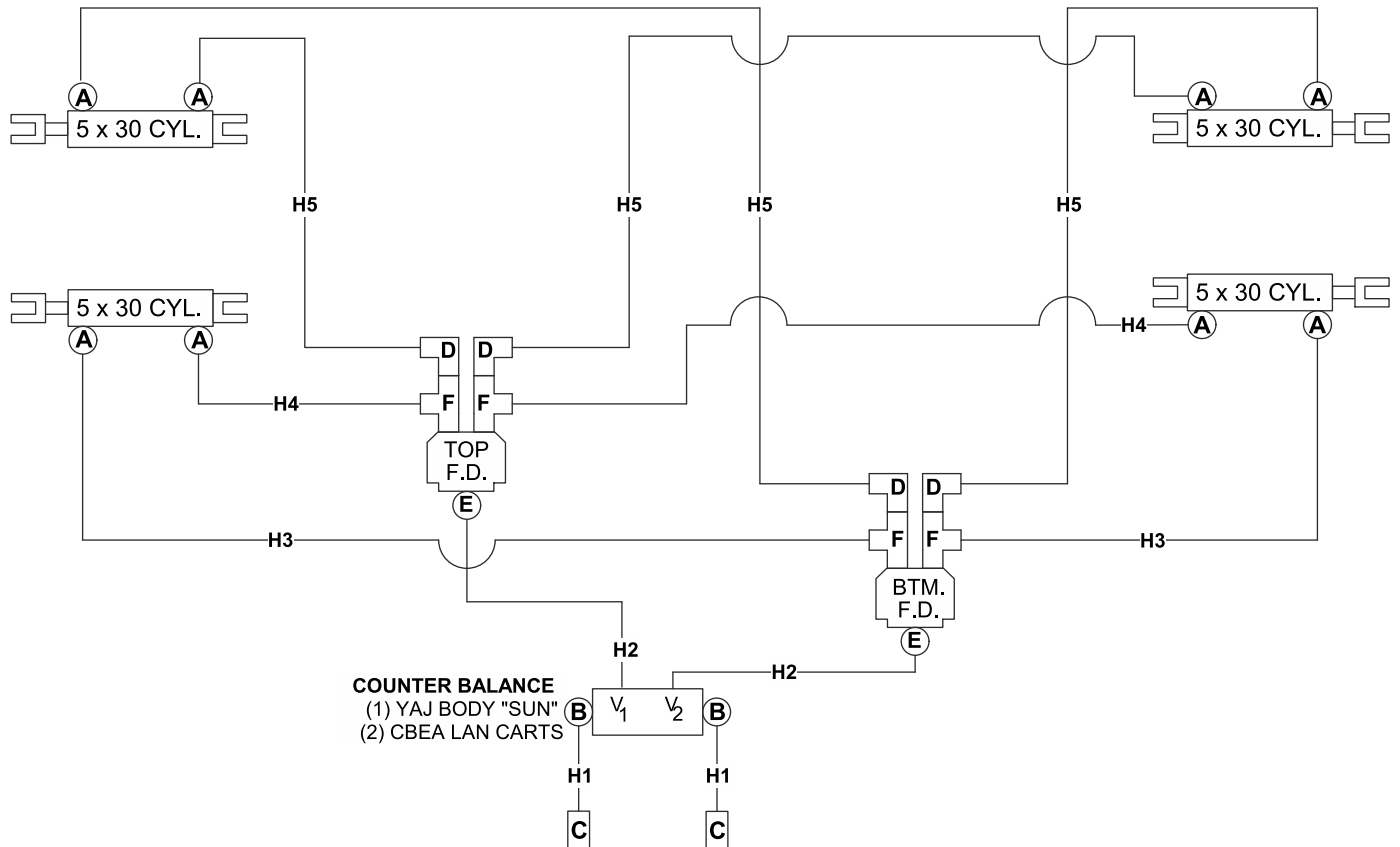 A A A A
5 x 30 CYL. 5 x 30 CYL.
H5 H5 H5 H5
5 x 30 CYL. 5 x 30 CYL.
A A H4 A A
D D
H4 F F
TOP
F.D.
D D
E
H3 F F H3
BTM.
F.D.
E
H2 H2
COUNTER BALANCE
(1) YAJ BODY "SUN" B V1 V2 B
(2) CBEA LAN CARTS
H1 H1
C C